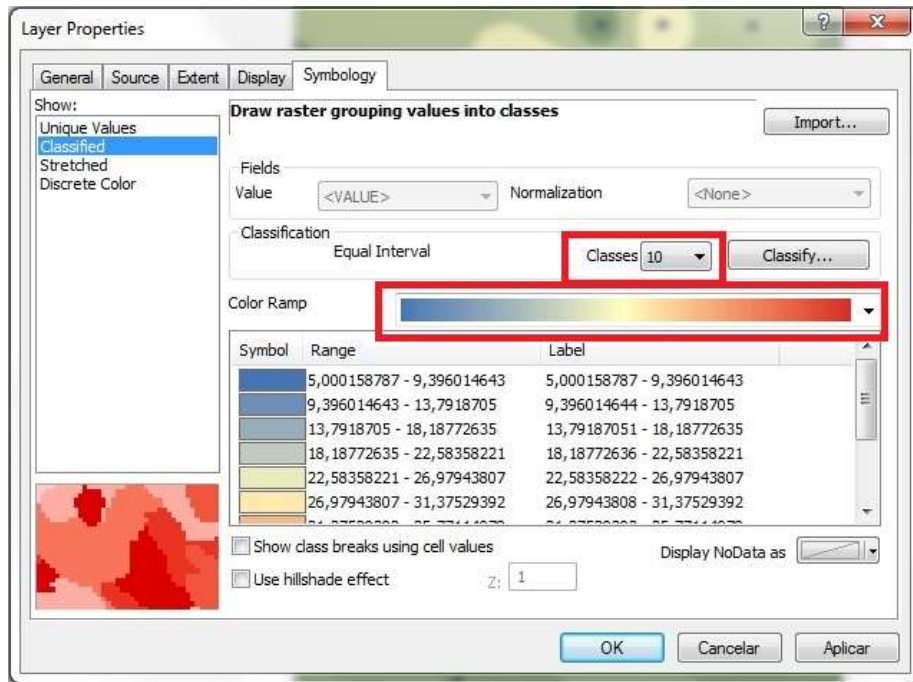 Layer Properties
General Source Extent Display Symbology
Show:
Unique Values
Classified
Stretched
Discrete Color
Draw raster grouping values into classes
Import...
Fields
Value <VALUE> Normalization <None>
Classification
Equal Interval Classes 10 Classify...
Color Ramp
Symbol Range Label
5,000158787 - 9,396014643 5,000158787 - 9,396014643
9,396014643 - 13,7918705 9,396014644 - 13,7918705
13,7918705 - 18,18772635 13,79187051 - 18,18772635
18,18772635 - 22,58358221 18,18772636 - 22,58358221
22,58358221 - 26,97943807 22,58358222 - 26,97943807
26,97943807 - 31,37529392 26,97943808 - 31,37529392
Show class breaks using cell values
Display NoData as
Use hillshade effect Z: 1
OK Cancelar Aplicar